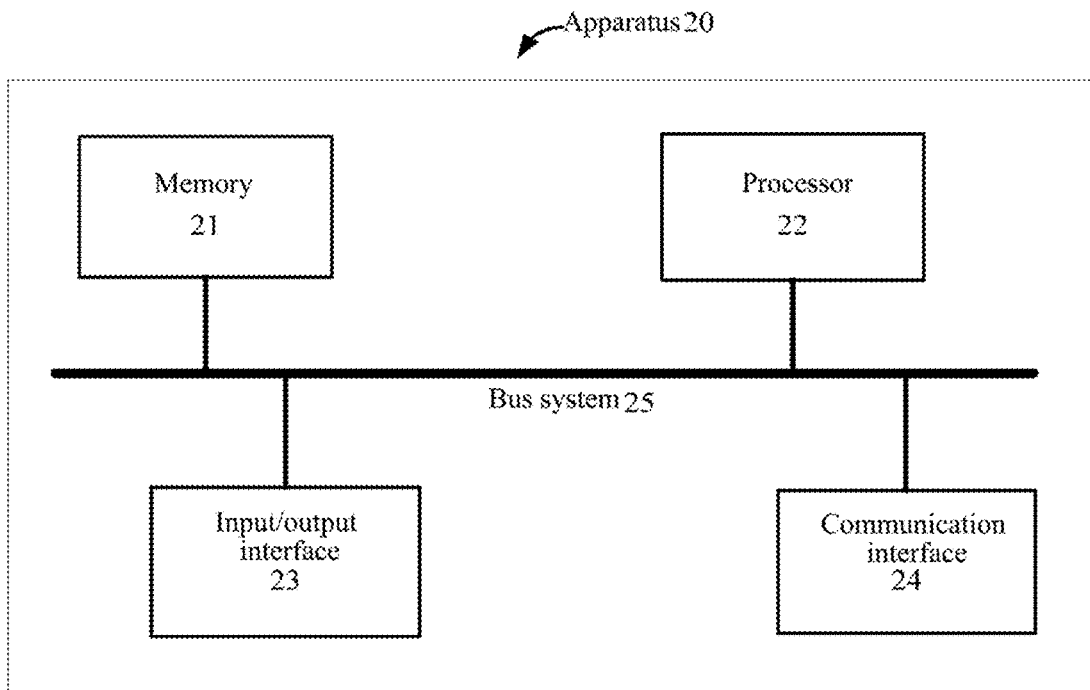 Apparatus 20
Memory
21
Processor
22
Bus system 25
Input/output
interface
23
Communication
interface
24